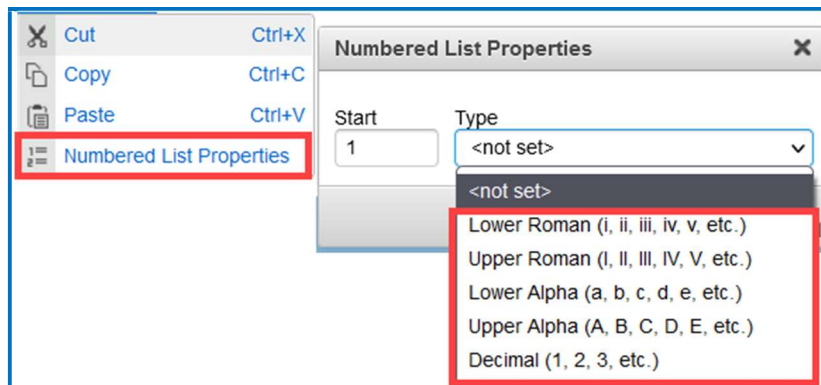 Cut Ctrl+X
Copy Ctrl+C
Paste Ctrl+V
Numbered List Properties
Numbered List Properties
Start Type
1 <not set>
<not set>
Lower Roman (i, ii, iii, iv, v, etc.)
Upper Roman (I, II, III, IV, V, etc.)
Lower Alpha (a, b, c, d, e, etc.)
Upper Alpha (A, B, C, D, E, etc.)
Decimal (1, 2, 3, etc.)